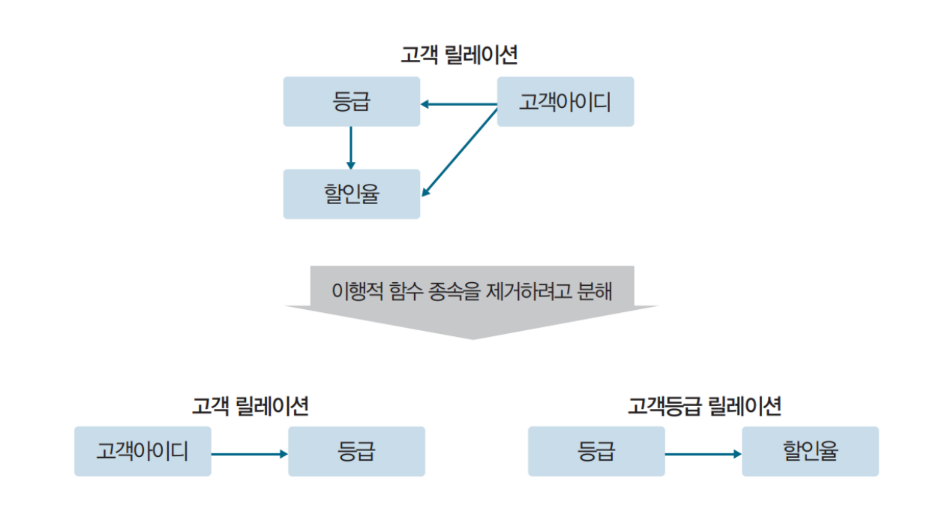 고객 릴레이션
등급
고객아이디
할인율
이행적 함수 종속을 제거하려고 분해
고객 릴레이션
고객등급 릴레이션
고객아이디
등급
등급
할인율